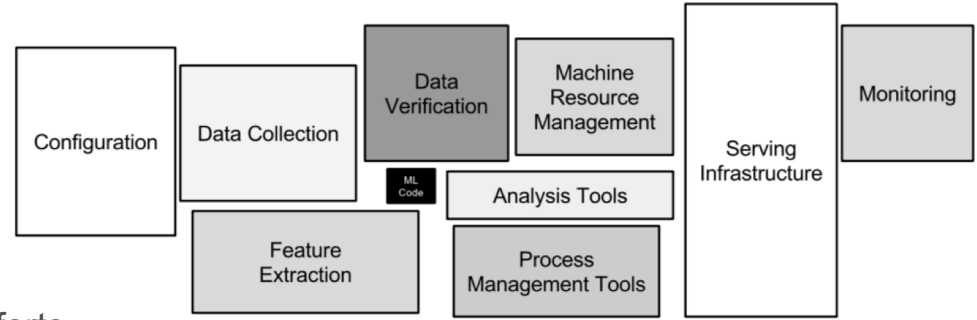 Configuration
Data Collection
Data
Verification
Machine
Resource
Management
Serving
Infrastructure
Monitoring
ML
Code
Analysis Tools
Feature
Extraction
Process
Management Tools